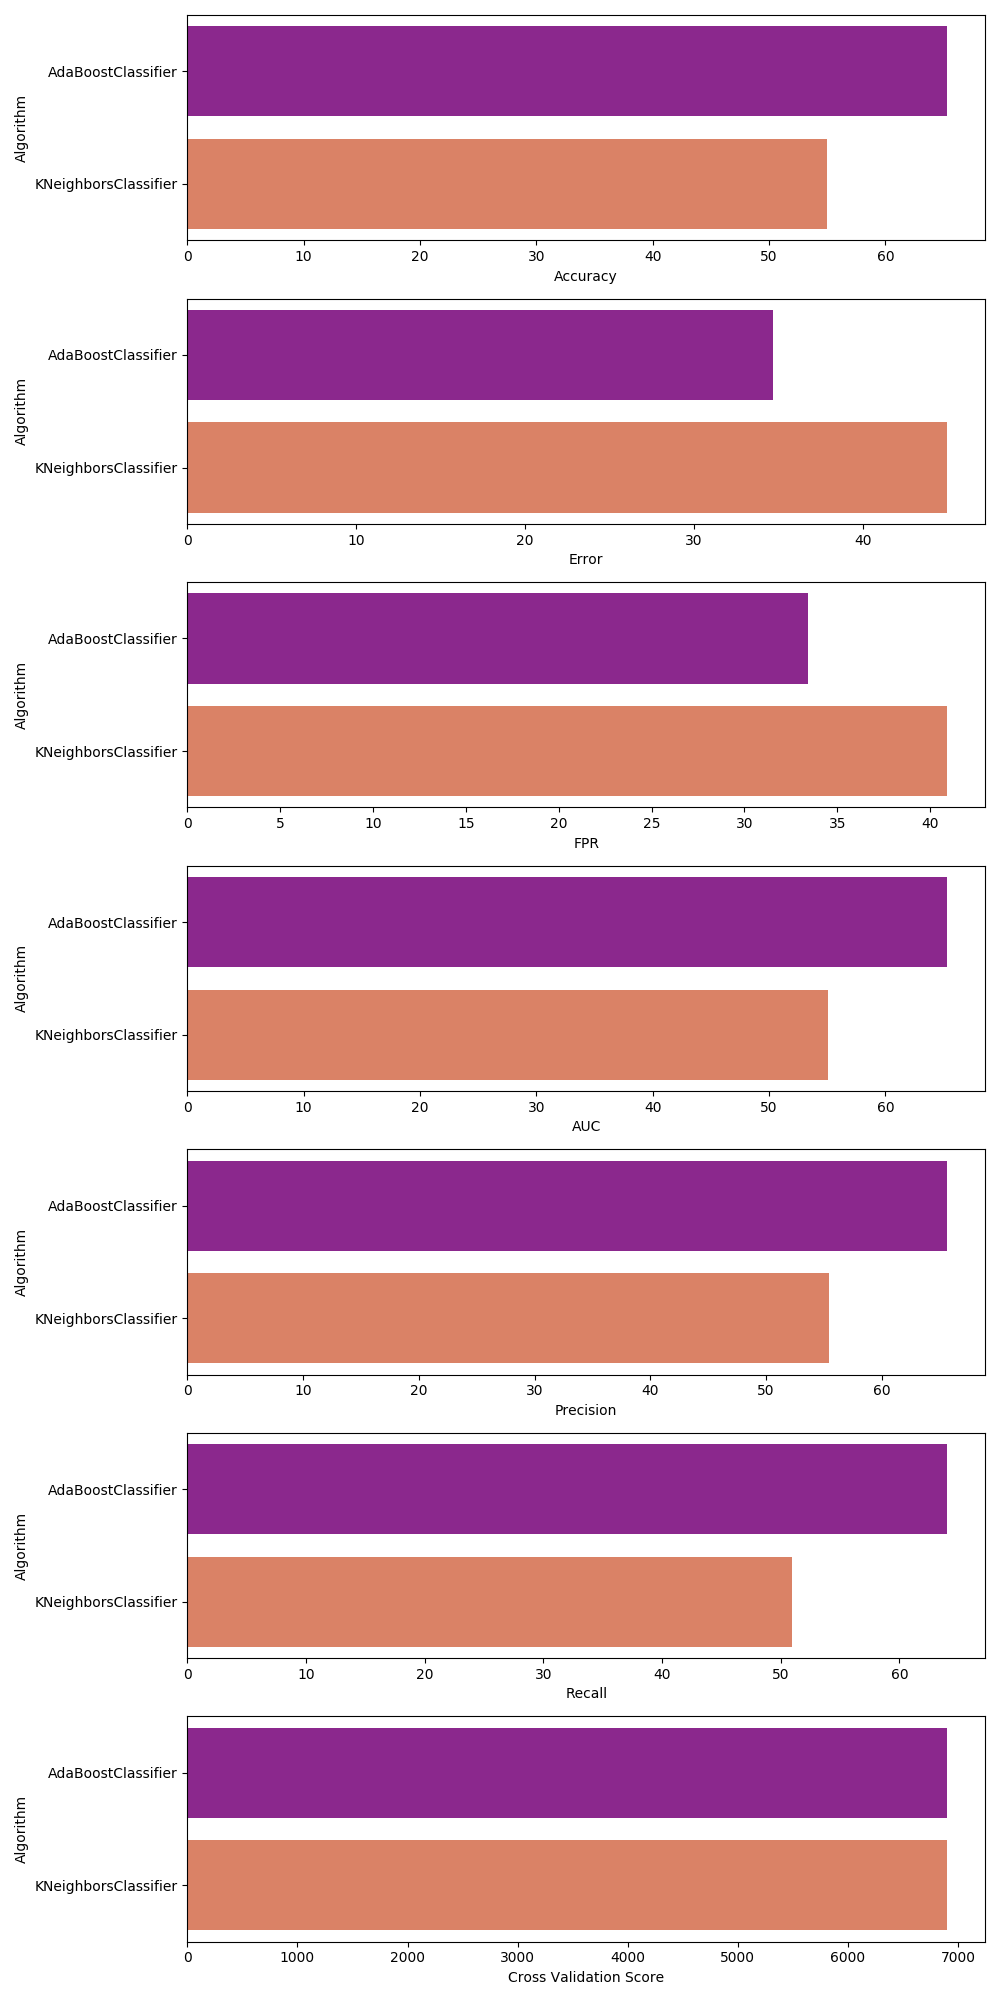 Algorithm
AdaBoostClassifier
KNeighborsClassifier
0 10 20 30 40 50 60
Accuracy
Algorithm
AdaBoostClassifier
KNeighborsClassifier
0 10 20 30 40
Error
Algorithm
AdaBoostClassifier
KNeighborsClassifier
0 5 10 15 20 25 30 35 40
FPR
Algorithm
AdaBoostClassifier
KNeighborsClassifier
0 10 20 30 40 50 60
AUC
Algorithm
AdaBoostClassifier
KNeighborsClassifier
0 10 20 30 40 50 60
Precision
Algorithm
AdaBoostClassifier
KNeighborsClassifier
0 10 20 30 40 50 60
Recall
Algorithm
AdaBoostClassifier
KNeighborsClassifier
0 1000 2000 3000 4000 5000 6000 7000
Cross Validation Score